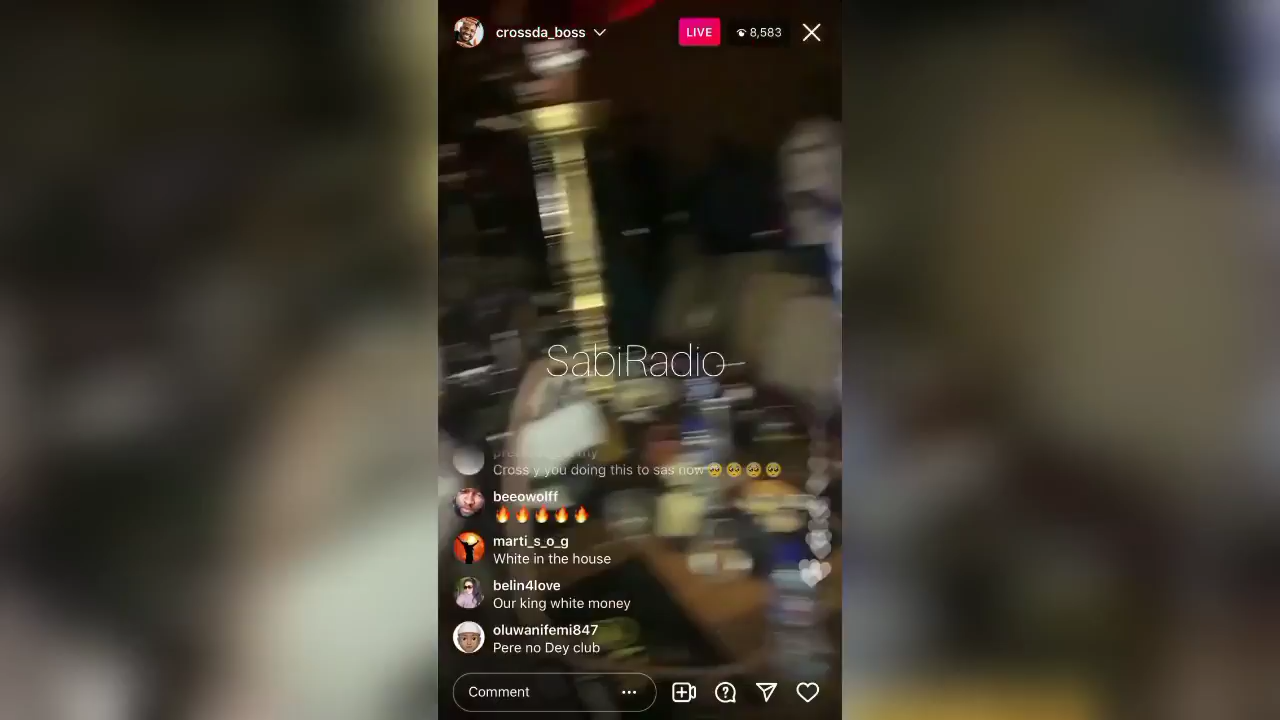 crossda_boss
LIVE
8,583
SabiRadio
Cross y you doing this to sas now 🥺 🥺 🥺 🥺
beeowolff
🔥 🔥 🔥 🔥 🔥
marti_s_o_g
White in the house
belin4love
Our king white money
oluwanifemi847
Pere no Dey club
Comment